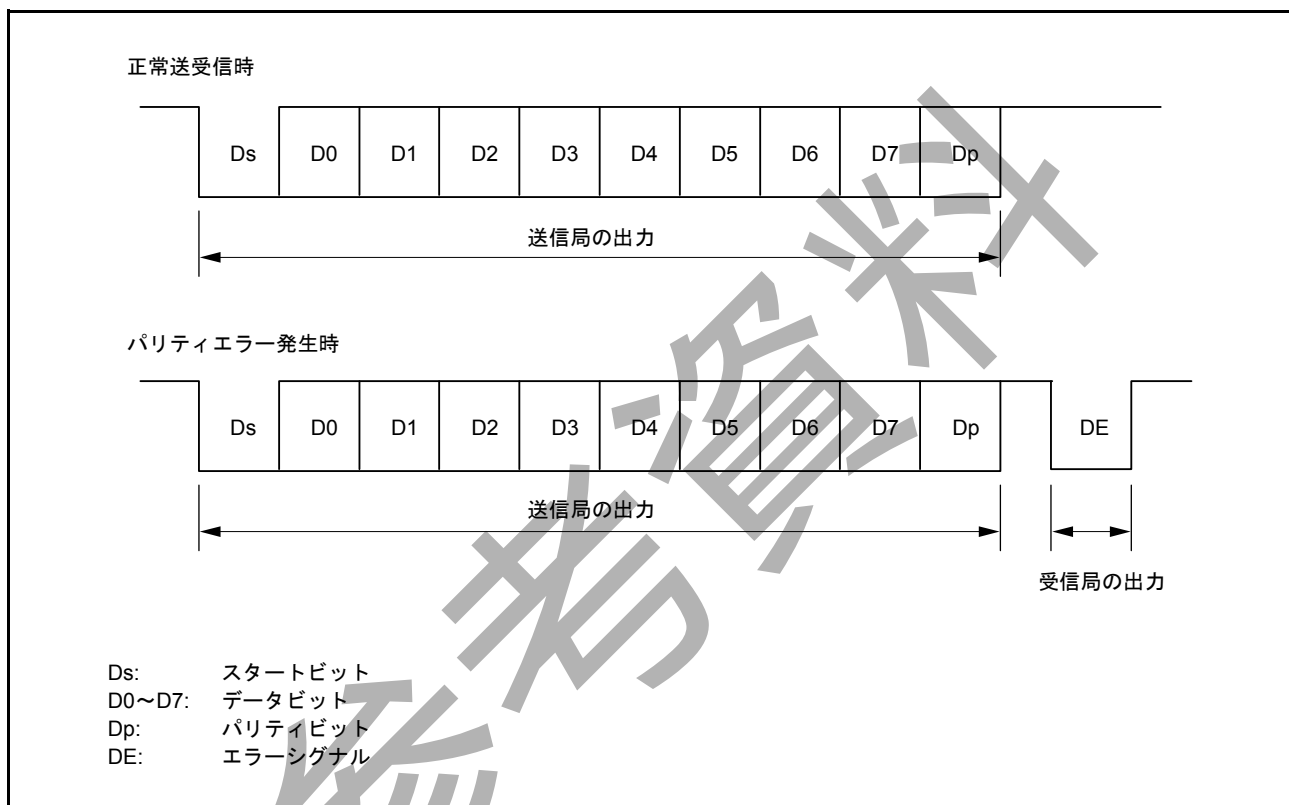 正常送受信時
Ds D0 D1 D2 D3 D4 D5 D6 D7 Dp
送信局の出力
パリティエラー発生時
Ds D0 D1 D2 D3 D4 D5 D6 D7 Dp DE
送信局の出力
受信局の出力
Ds: スタートビット
D0～D7: データビット
Dp: パリティビット
DE: エラーシグナル
参考資料